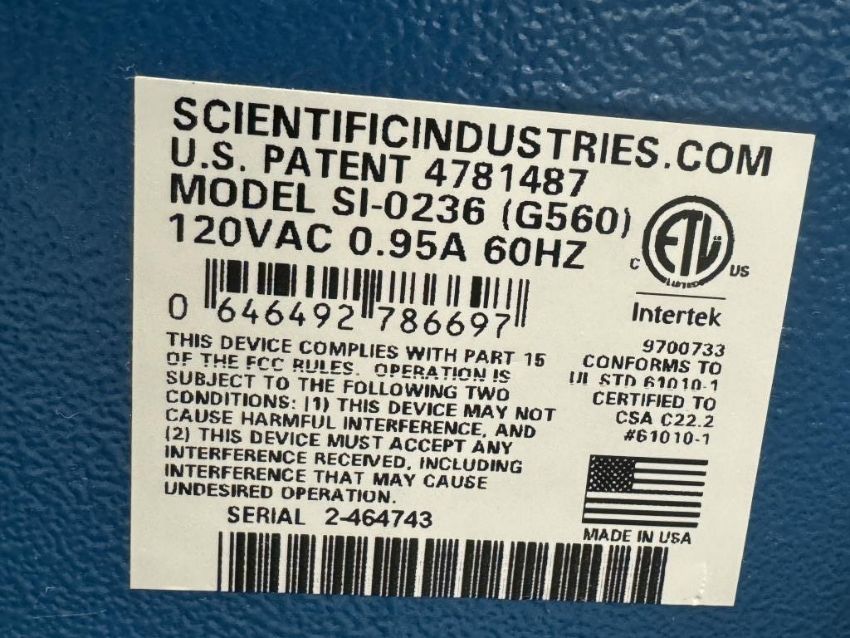 SCIENTIFICINDUSTRIES.COM
U.S. PATENT 4781487
MODEL SI-0236 (G560)
120VAC 0.95A 60HZ
C ETL US
LISTED
Intertek
0 646492 786697
9700733
CONFORMS TO
UL STD 61010-1
CERTIFIED TO
CSA C22.2
#61010-1
THIS DEVICE COMPLIES WITH PART 15
OF THE FCC RULES. OPERATION IS
SUBJECT TO THE FOLLOWING TWO
CONDITIONS: (1) THIS DEVICE MAY NOT
CAUSE HARMFUL INTERFERENCE, AND
(2) THIS DEVICE MUST ACCEPT ANY
INTERFERENCE RECEIVED, INCLUDING
INTERFERENCE THAT MAY CAUSE
UNDESIRED OPERATION.
SERIAL 2-464743
MADE IN USA